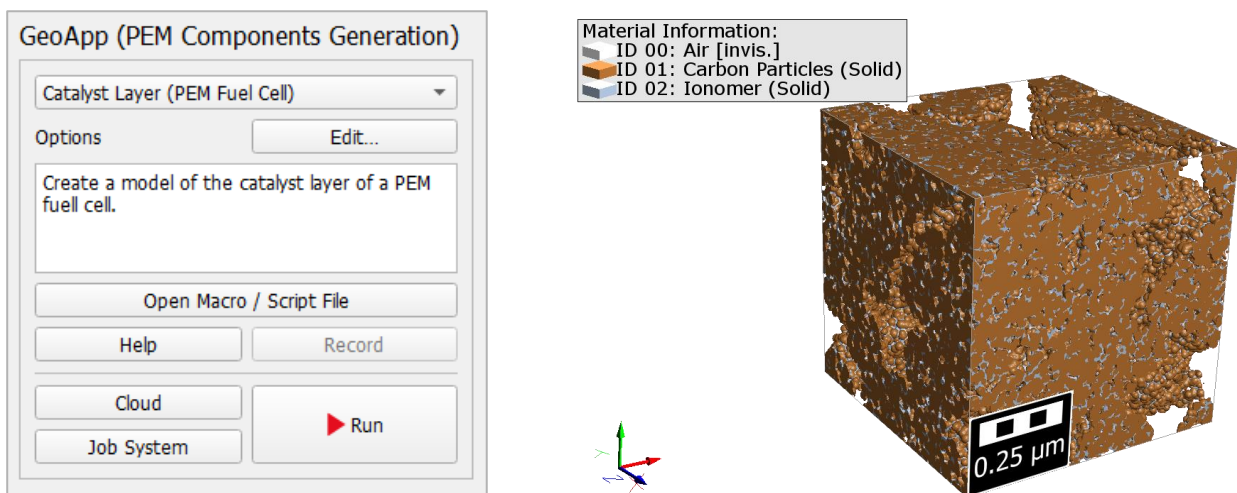 GeoApp (PEM Components Generation)
Catalyst Layer (PEM Fuel Cell)
Options
Edit...
Create a model of the catalyst layer of a PEM
fuell cell.
Open Macro / Script File
Help
Record
Cloud
Job System
Run
Material Information:
ID 00: Air [invis.]
ID 01: Carbon Particles (Solid)
ID 02: Ionomer (Solid)
0.25 µm
Y
Z
X